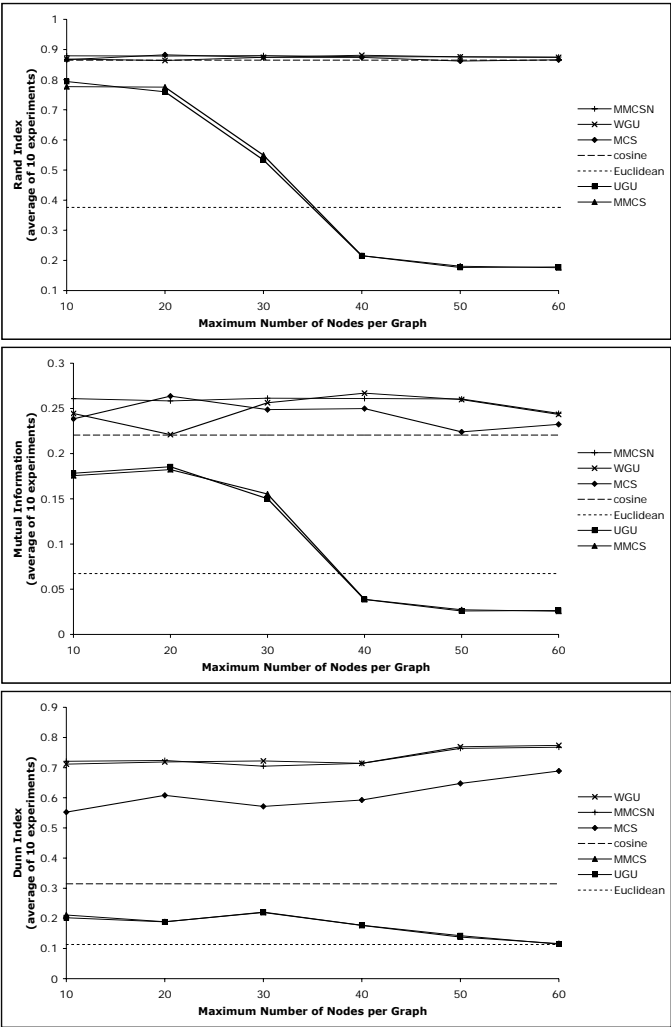 1
0.9
0.8
0.7
0.6
0.5
0.4
0.3
0.2
0.1
Rand Index
(average of 10 experiments)
10 20 30 40 50 60
Maximum Number of Nodes per Graph
MMCSN
WGU
MCS
cosine
Euclidean
UGU
MMCS
0.3
0.25
0.2
0.15
0.1
0.05
0
Mutual Information
(average of 10 experiments)
10 20 30 40 50 60
Maximum Number of Nodes per Graph
MMCSN
WGU
MCS
cosine
Euclidean
UGU
MMCS
0.9
0.8
0.7
0.6
0.5
0.4
0.3
0.2
0.1
0
Dunn Index
(average of 10 experiments)
10 20 30 40 50 60
Maximum Number of Nodes per Graph
WGU
MMCSN
MCS
cosine
MMCS
UGU
Euclidean